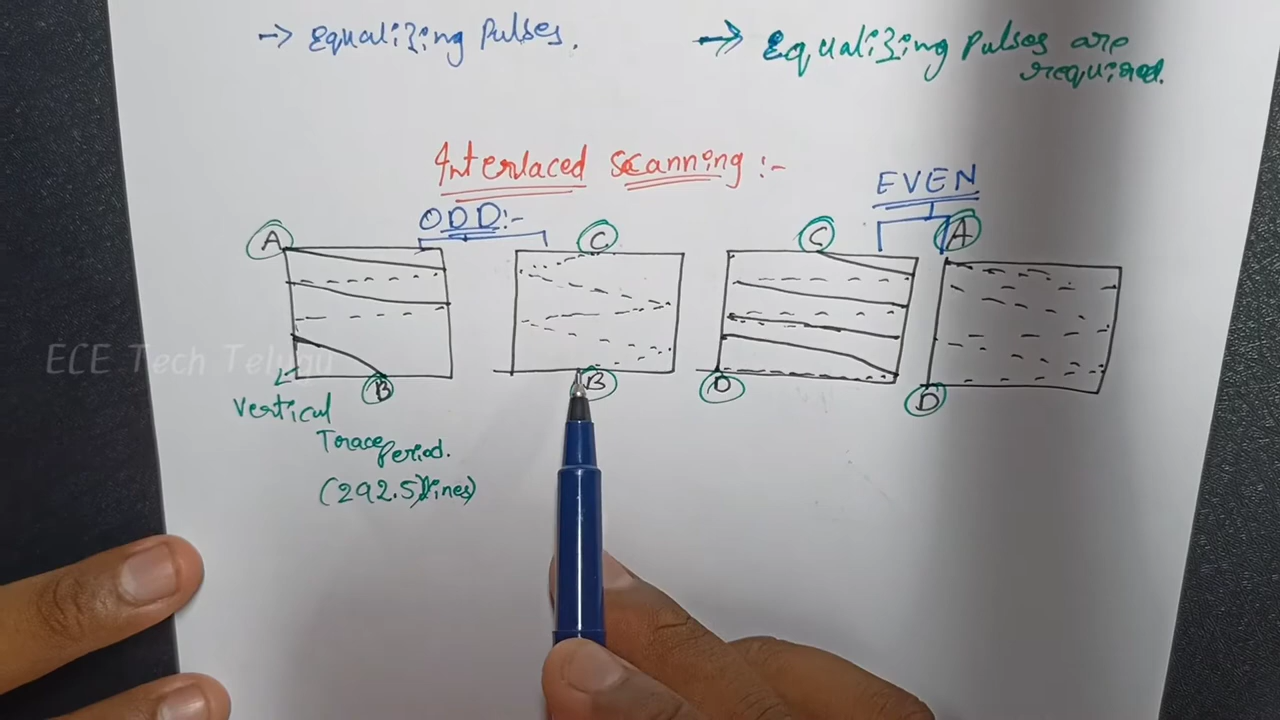 -> Equalizing Pulses.
-> Equalizing Pulses are
required.
Interlaced Scanning :-
EVEN
ODD:-
A
C
C
A
ECE Tech Telugu
B
B
D
D
Vertical
Trace Period.
(292.5) lines)